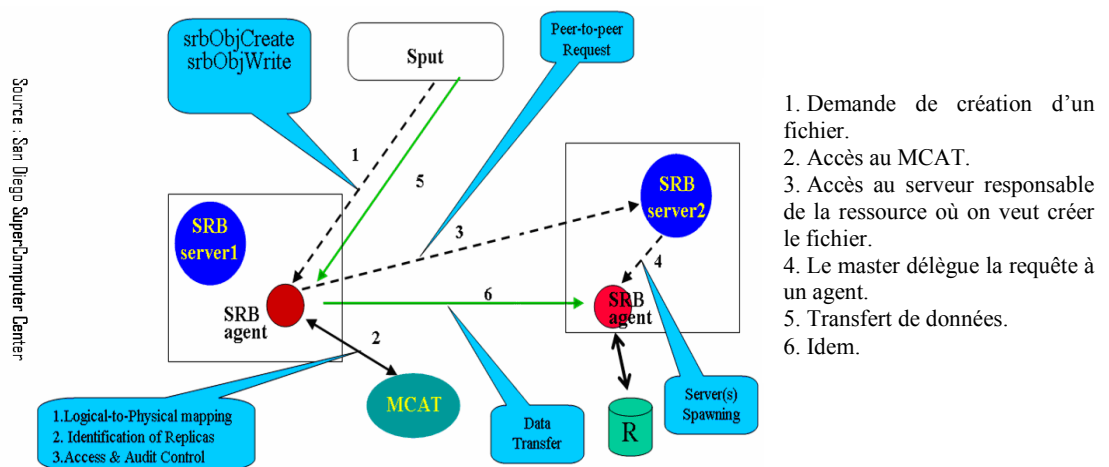 srbObjCreate
srbObjWrite
Sput
Peer-to-peer
Request
Source : San Diego SuperComputer Center
1
5
SRB
server1
3
SRB
server2
4
SRB
agent
6
SRB
agent
2
MCAT
1.Logical-to-Physical mapping
2. Identification of Replicas
3.Access & Audit Control
Data
Transfer
R
Server(s)
Spawning
1. Demande de création d’un
fichier.
2. Accès au MCAT.
3. Accès au serveur responsable
de la ressource où on veut créer
le fichier.
4. Le master délègue la requête à
un agent.
5. Transfert de données.
6. Idem.